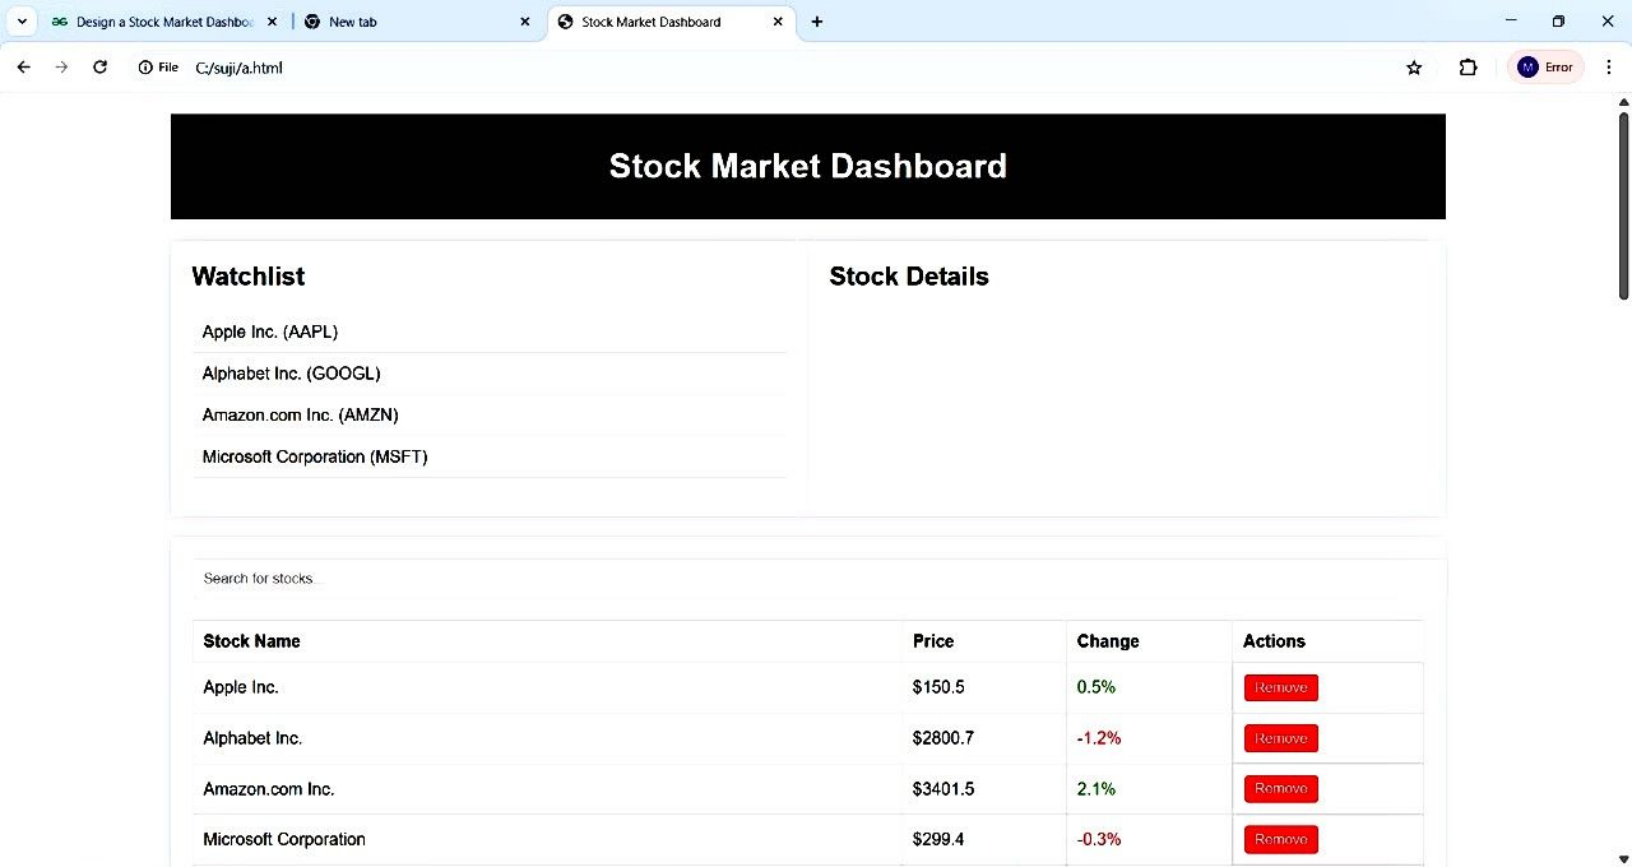 Design a Stock Market Dashbo
New tab
Stock Market Dashboard
File C:/suji/a.html
M Error
Stock Market Dashboard
Watchlist
Apple Inc. (AAPL)
Alphabet Inc. (GOOGL)
Amazon.com Inc. (AMZN)
Microsoft Corporation (MSFT)
Stock Details
Search for stocks...
Stock Name Price Change Actions
Apple Inc. $150.5 0.5% Remove
Alphabet Inc. $2800.7 -1.2% Remove
Amazon.com Inc. $3401.5 2.1% Remove
Microsoft Corporation $299.4 -0.3% Remove